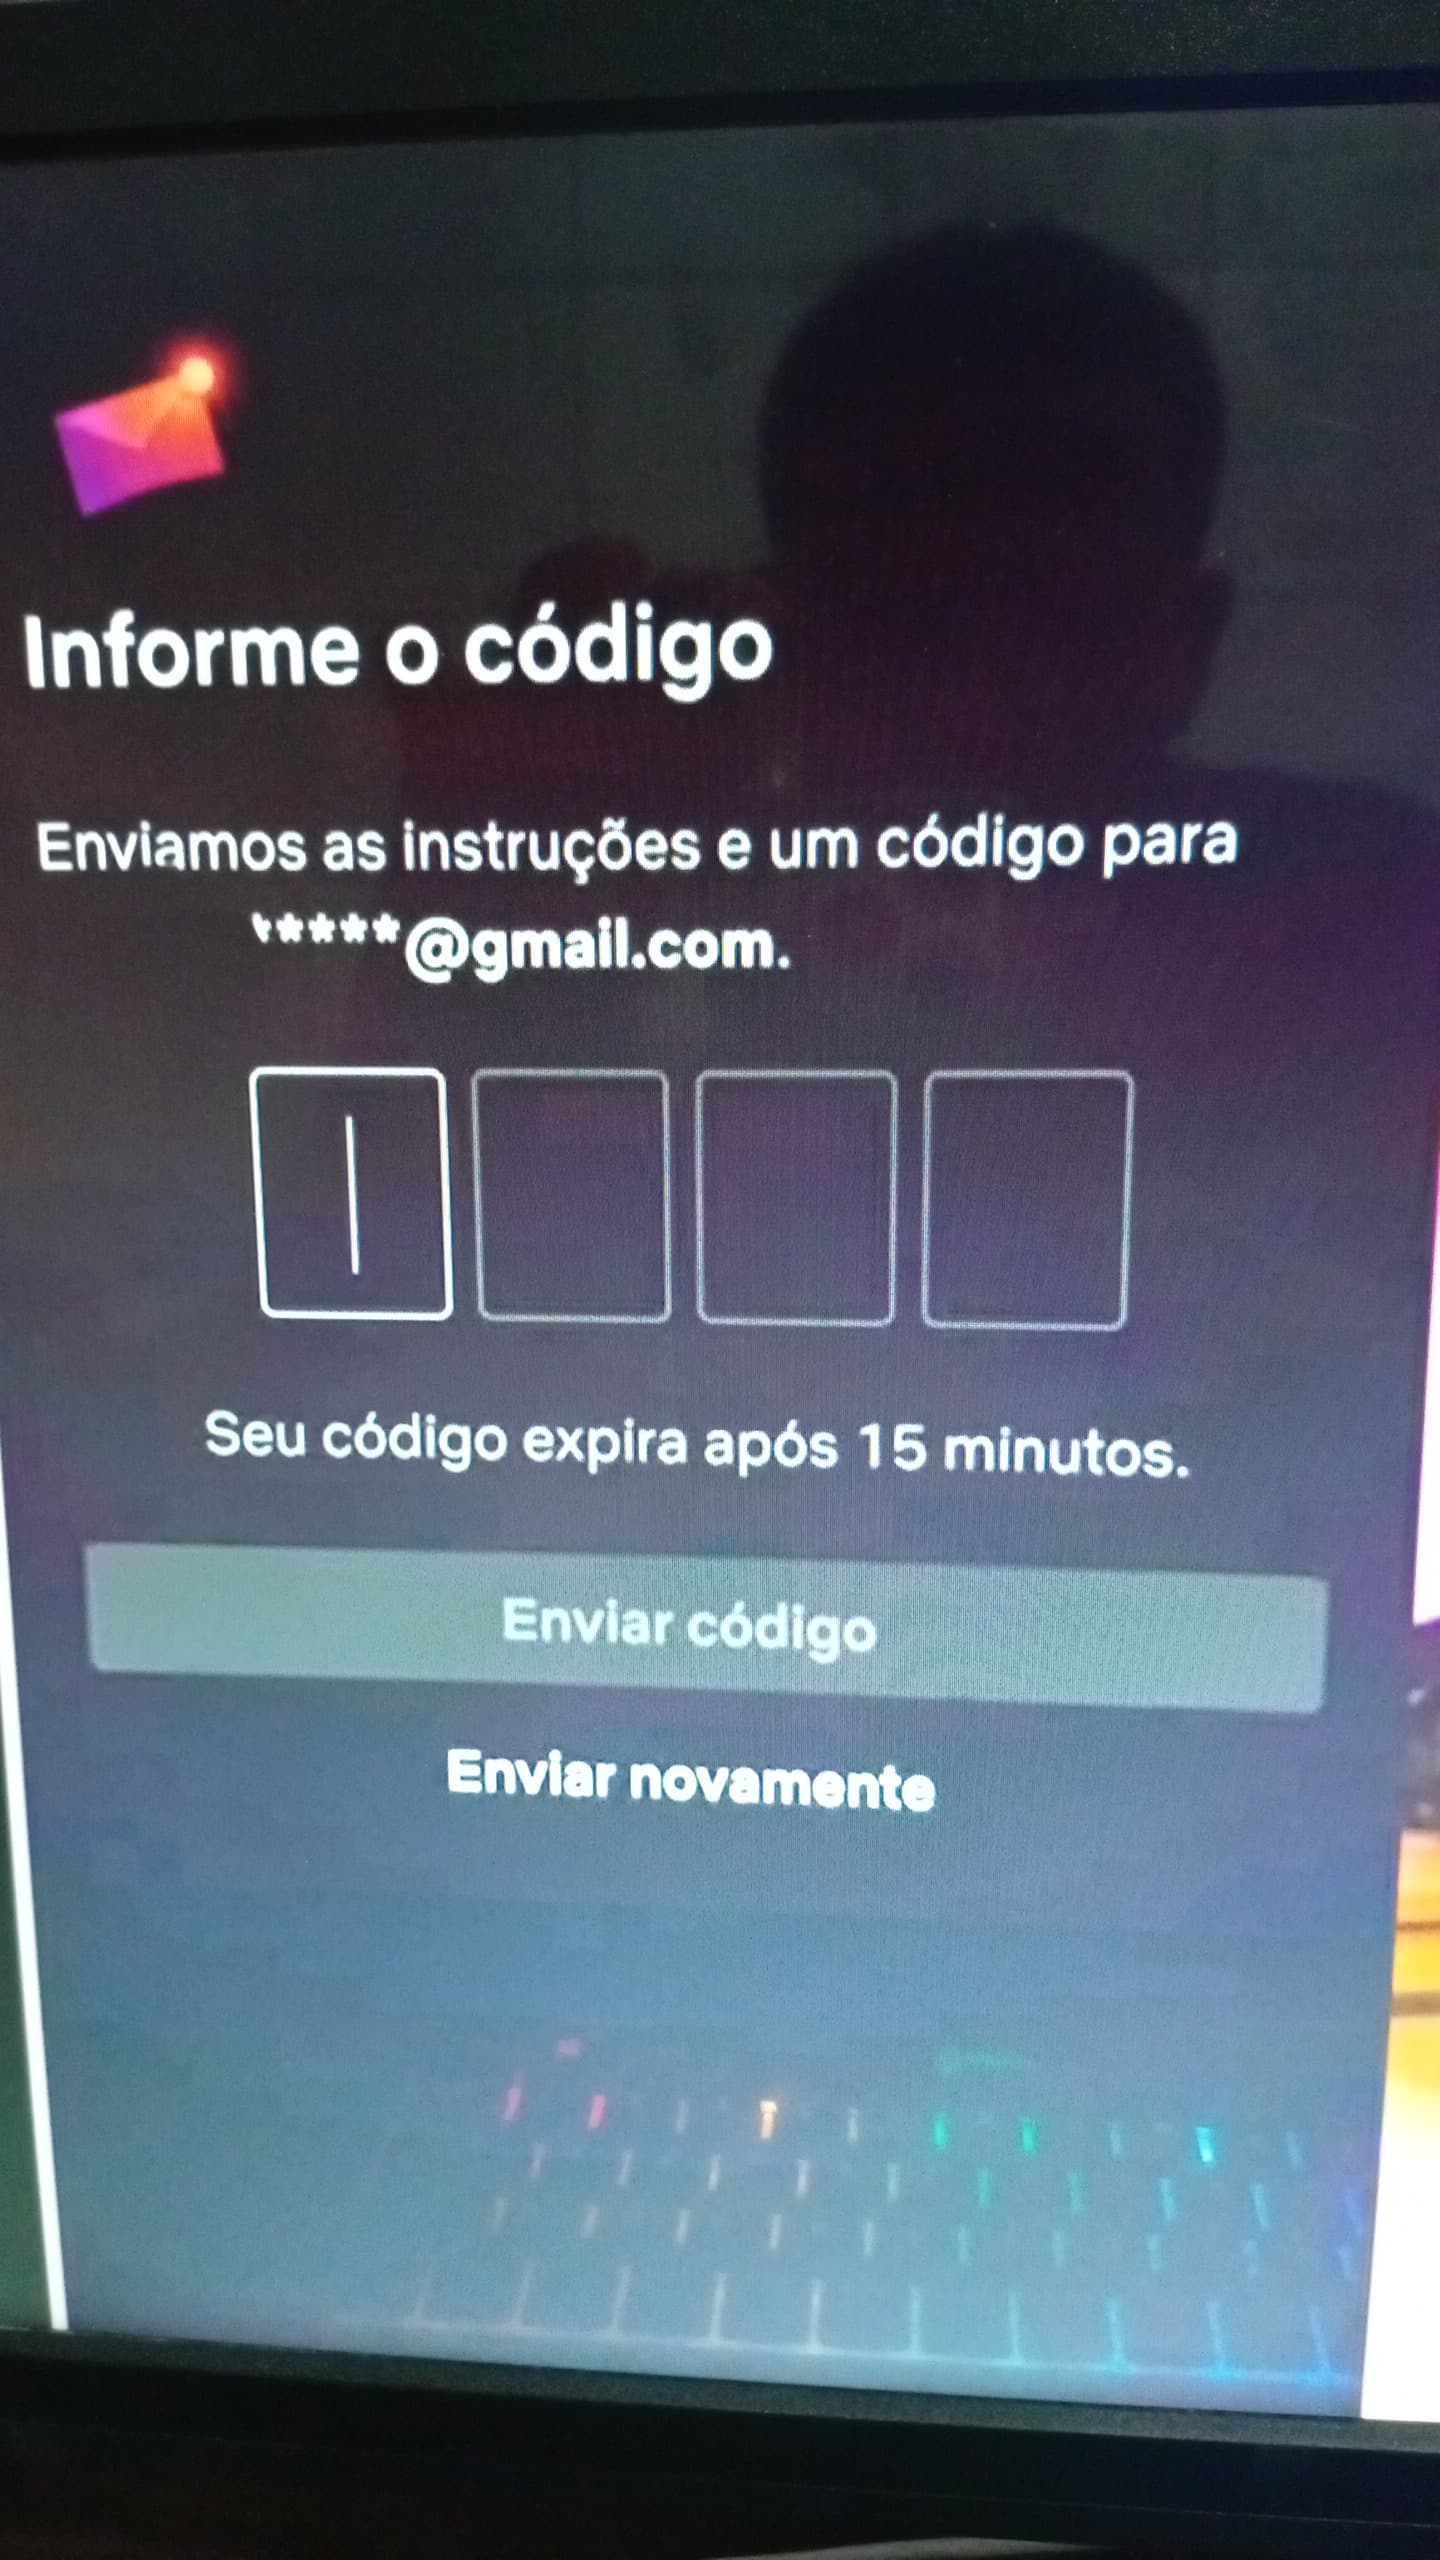 Informe o código
Enviamos as instruções e um código para
*****@gmail.com.
Seu código expira após 15 minutos.
Enviar código
Enviar novamente